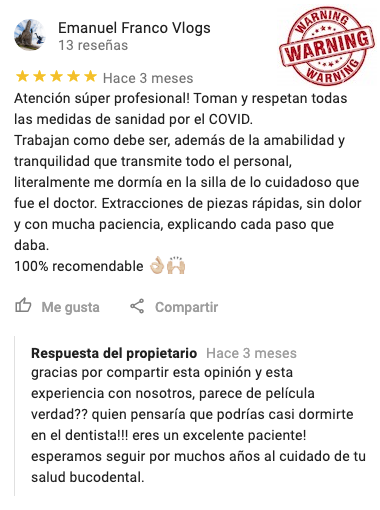 Emanuel Franco Vlogs
13 reseñas
WARNING
WARNING
WARNING
Hace 3 meses
Atención súper profesional! Toman y respetan todas
las medidas de sanidad por el COVID.
Trabajan como debe ser, además de la amabilidad y
tranquilidad que transmite todo el personal,
literalmente me dormía en la silla de lo cuidadoso que
fue el doctor. Extracciones de piezas rápidas, sin dolor
y con mucha paciencia, explicando cada paso que
daba.
100% recomendable 👌🏻🙌🏻
Me gusta Compartir
Respuesta del propietario Hace 3 meses
gracias por compartir esta opinión y esta
experiencia con nosotros, parece de película
verdad?? quien pensaría que podrías casi dormirte
en el dentista!!! eres un excelente paciente!
esperamos seguir por muchos años al cuidado de tu
salud bucodental.